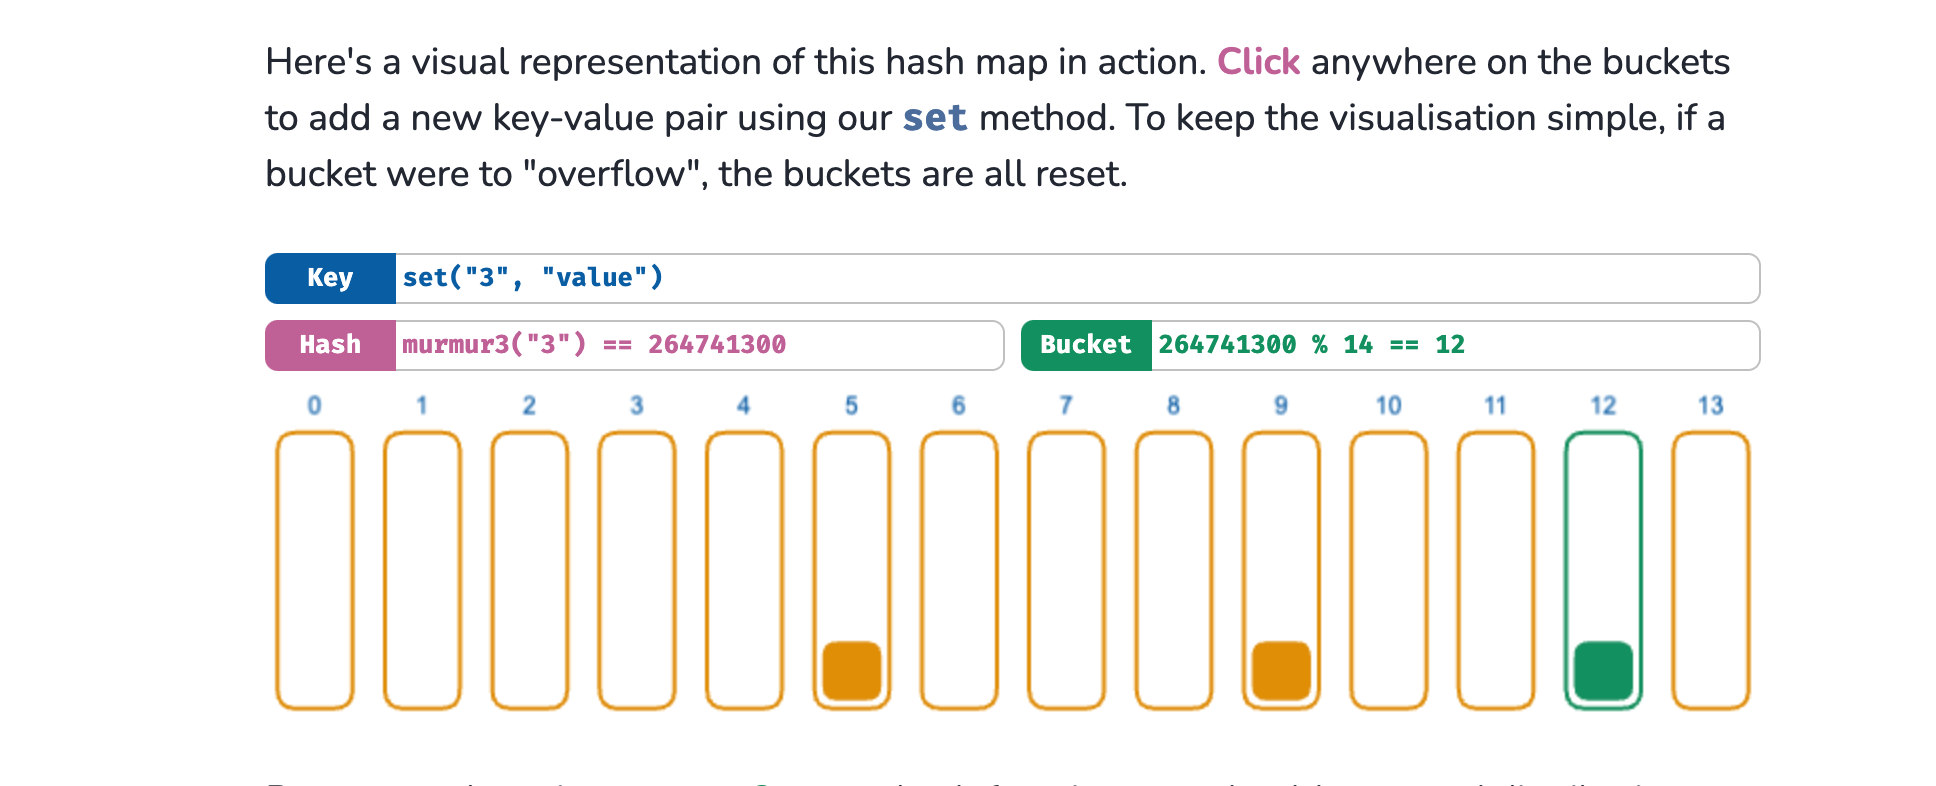 Here's a visual representation of this hash map in action. Click anywhere on the buckets
to add a new key-value pair using our set method. To keep the visualisation simple, if a
bucket were to "overflow", the buckets are all reset.
Key set("3", "value")
Hash murmur3("3") == 264741300 Bucket 264741300 % 14 == 12
0 1 2 3 4 5 6 7 8 9 10 11 12 13